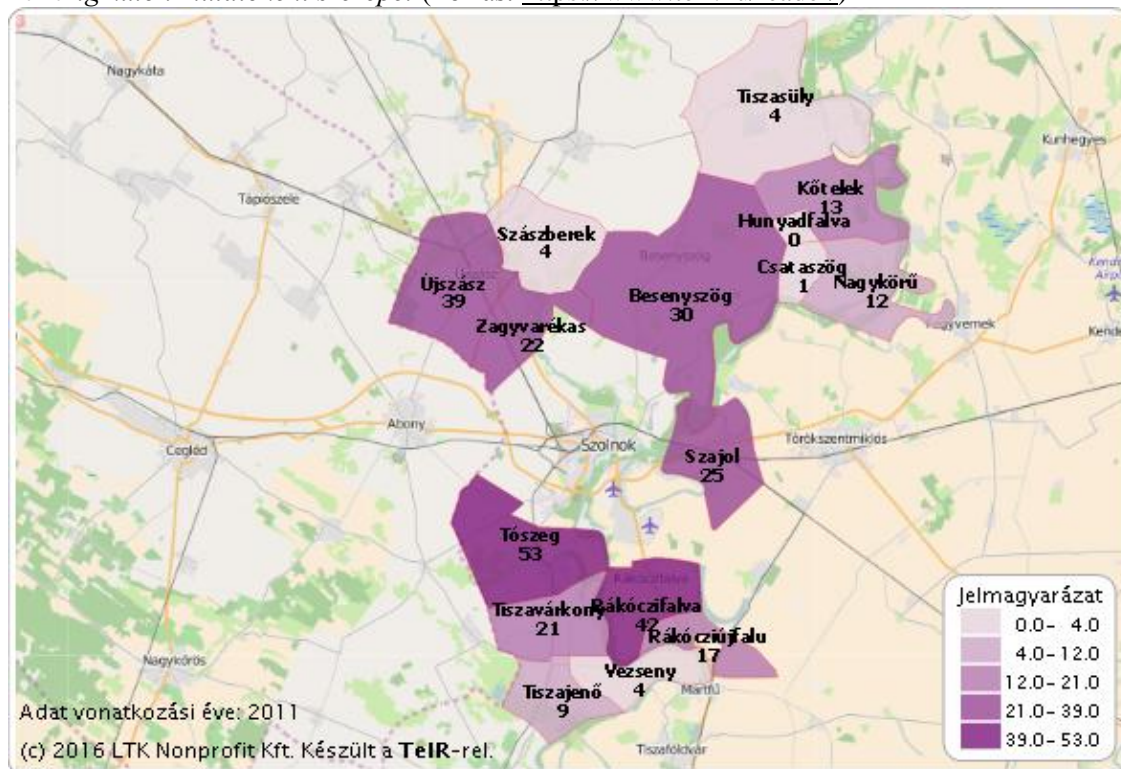 Nagykáta
Tiszasüly
4
Kunhegyes
Tápiószele
Kőtelek
13
Hunyadfalva
0
Szászberek
4
Besenyszög
Csataszög
1
Nagykörű
12
Újszász
39
Besenyszög
30
Zagyvarékas
22
Abony
Szolnok
Törökszentmiklós
Cegléd
Szajol
25
Tószeg
53
Rákóczifalva
Tiszavárkony
21
Rákóczifalva
42
Rákócziújfalu
17
Nagykőrös
Vezseny
4
Martfű
Tiszajenő
9
Tiszaföldvár
Jelmagyarázat
0.0- 4.0
4.0-12.0
12.0-21.0
21.0-39.0
39.0-53.0
Adat vonatkozási éve: 2011
(c) 2016 LTK Nonprofit Kft. Készült a TeIR-rel.